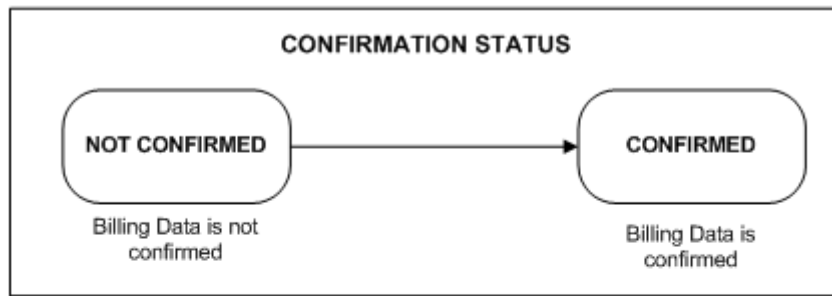 CONFIRMATION STATUS
NOT CONFIRMED
CONFIRMED
Billing Data is not
confirmed
Billing Data is
confirmed